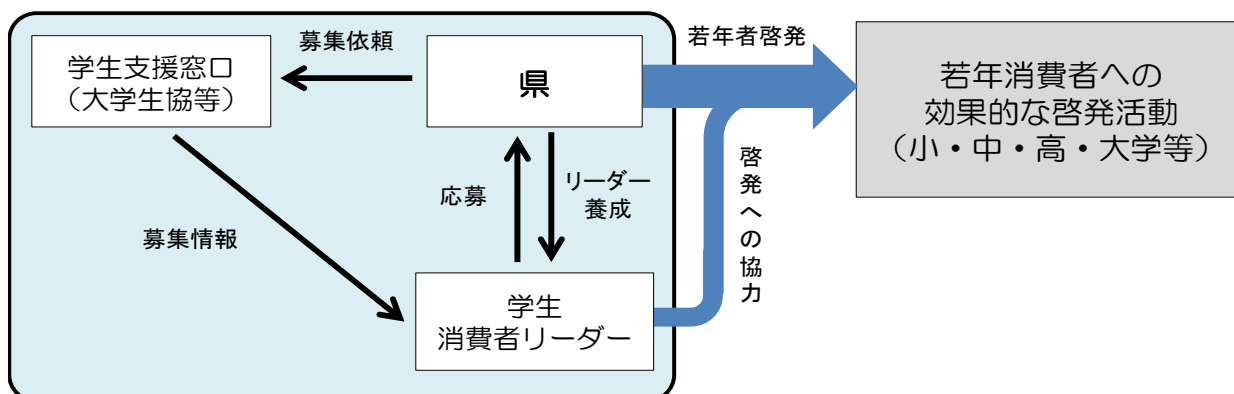 学生支援窓口
（大学生協等）
募集依頼
県
若年者啓発
若年消費者への
効果的な啓発活動
（小・中・高・大学等）
募集情報
応募
リーダー
養成
啓発への協力
学生
消費者リーダー